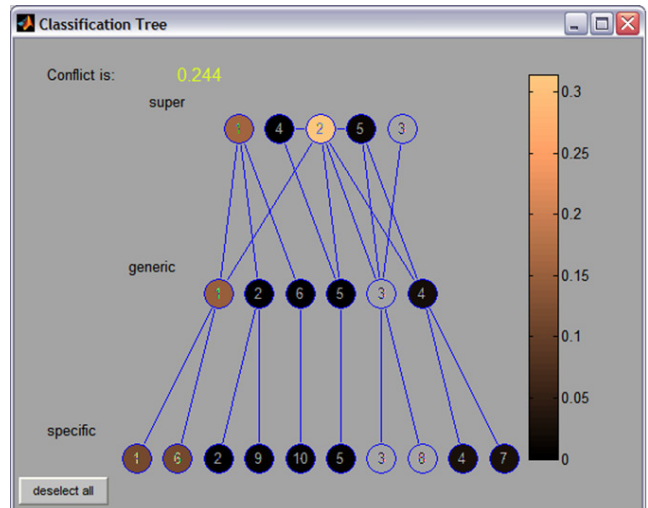 Classification Tree
Conflict is: 0.244
super
1 4 2 5 3
generic
1 2 6 5 3 4
specific
1 6 2 9 10 5 3 8 4 7
deselect all
0.3
0.25
0.2
0.15
0.1
0.05
0